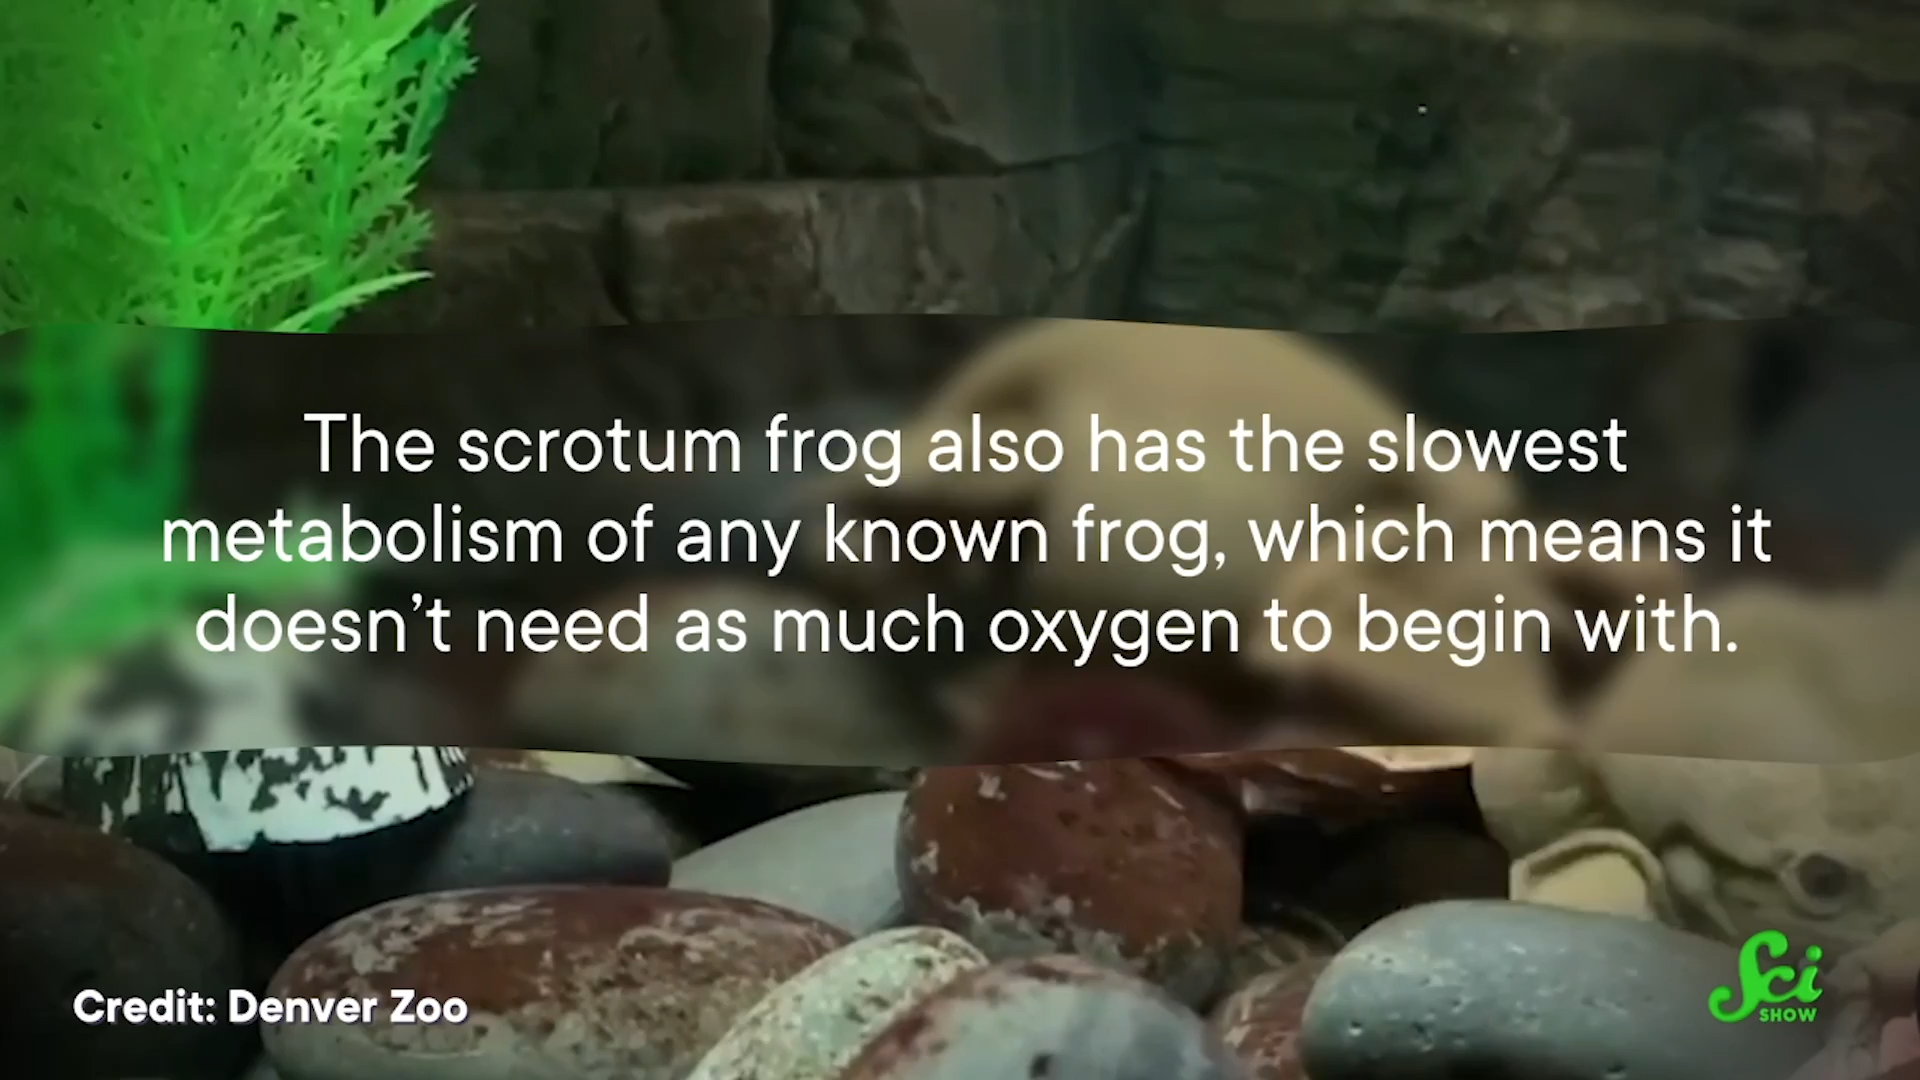 The scrotum frog also has the slowest
metabolism of any known frog, which means it
doesn’t need as much oxygen to begin with.
Credit: Denver Zoo
Sci
SHOW